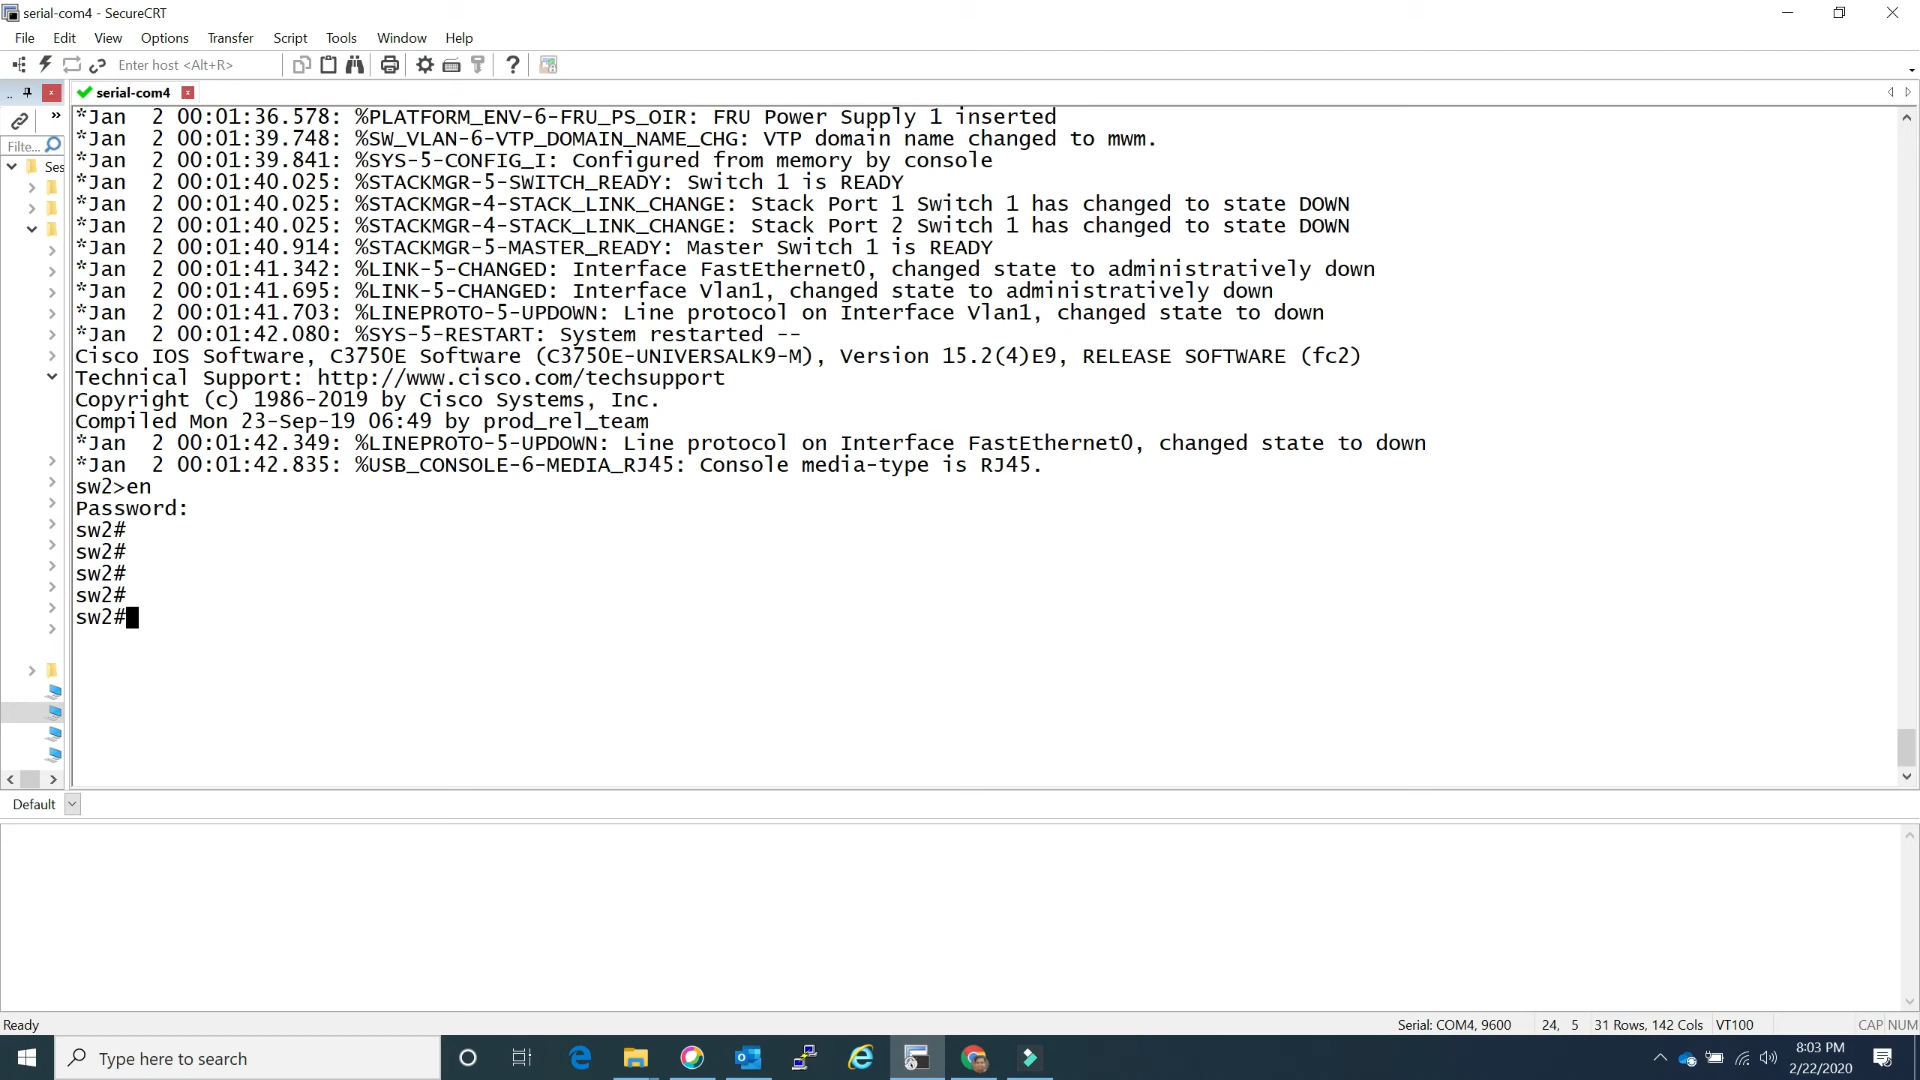 serial-com4 - SecureCRT
File Edit View Options Transfer Script Tools Window Help
Enter host <Alt+R>
serial-com4
Filte...
Ses
*Jan  2 00:01:36.578: %PLATFORM_ENV-6-FRU_PS_OIR: FRU Power Supply 1 inserted
*Jan  2 00:01:39.748: %SW_VLAN-6-VTP_DOMAIN_NAME_CHG: VTP domain name changed to mwm.
*Jan  2 00:01:39.841: %SYS-5-CONFIG_I: Configured from memory by console
*Jan  2 00:01:40.025: %STACKMGR-5-SWITCH_READY: Switch 1 is READY
*Jan  2 00:01:40.025: %STACKMGR-4-STACK_LINK_CHANGE: Stack Port 1 Switch 1 has changed to state DOWN
*Jan  2 00:01:40.025: %STACKMGR-4-STACK_LINK_CHANGE: Stack Port 2 Switch 1 has changed to state DOWN
*Jan  2 00:01:40.914: %STACKMGR-5-MASTER_READY: Master Switch 1 is READY
*Jan  2 00:01:41.342: %LINK-5-CHANGED: Interface FastEthernet0, changed state to administratively down
*Jan  2 00:01:41.695: %LINK-5-CHANGED: Interface Vlan1, changed state to administratively down
*Jan  2 00:01:41.703: %LINEPROTO-5-UPDOWN: Line protocol on Interface Vlan1, changed state to down
*Jan  2 00:01:42.080: %SYS-5-RESTART: System restarted --
Cisco IOS Software, C3750E Software (C3750E-UNIVERSALK9-M), Version 15.2(4)E9, RELEASE SOFTWARE (fc2)
Technical Support: http://www.cisco.com/techsupport
Copyright (c) 1986-2019 by Cisco Systems, Inc.
Compiled Mon 23-Sep-19 06:49 by prod_rel_team
*Jan  2 00:01:42.349: %LINEPROTO-5-UPDOWN: Line protocol on Interface FastEthernet0, changed state to down
*Jan  2 00:01:42.835: %USB_CONSOLE-6-MEDIA_RJ45: Console media-type is RJ45.
sw2>en
Password:
sw2#
sw2#
sw2#
sw2#
sw2#
Default
Ready Serial: COM4, 9600 24, 5 31 Rows, 142 Cols VT100 CAP NUM
Type here to search
8:03 PM
2/22/2020